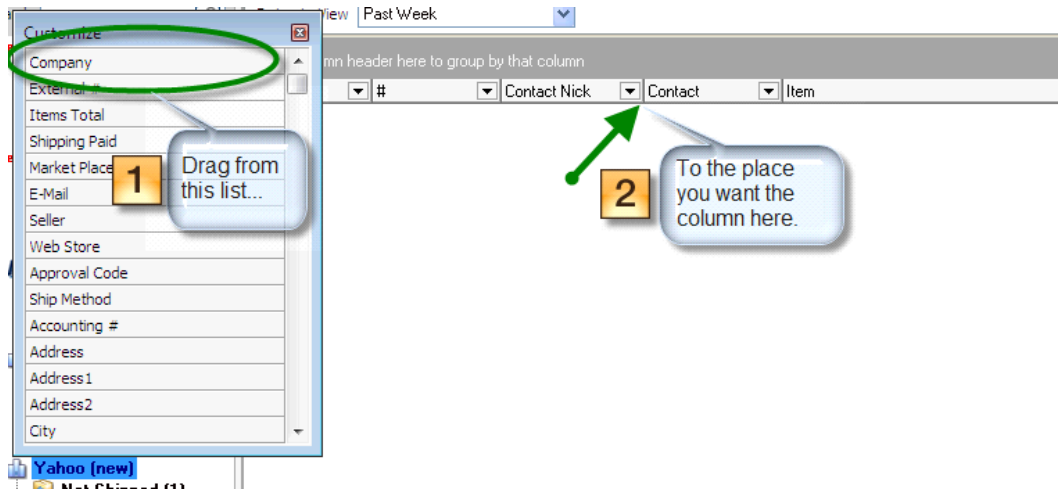 View Past Week
Customize
mn header here to group by that column
# Contact Nick Contact Item
Company
External #
Items Total
Shipping Paid
Market Place
E-Mail
Seller
Web Store
Approval Code
Ship Method
Accounting #
Address
Address1
Address2
City
1
Drag from
this list...
2
To the place
you want the
column here.
Yahoo (new)
Not Shipped (1)